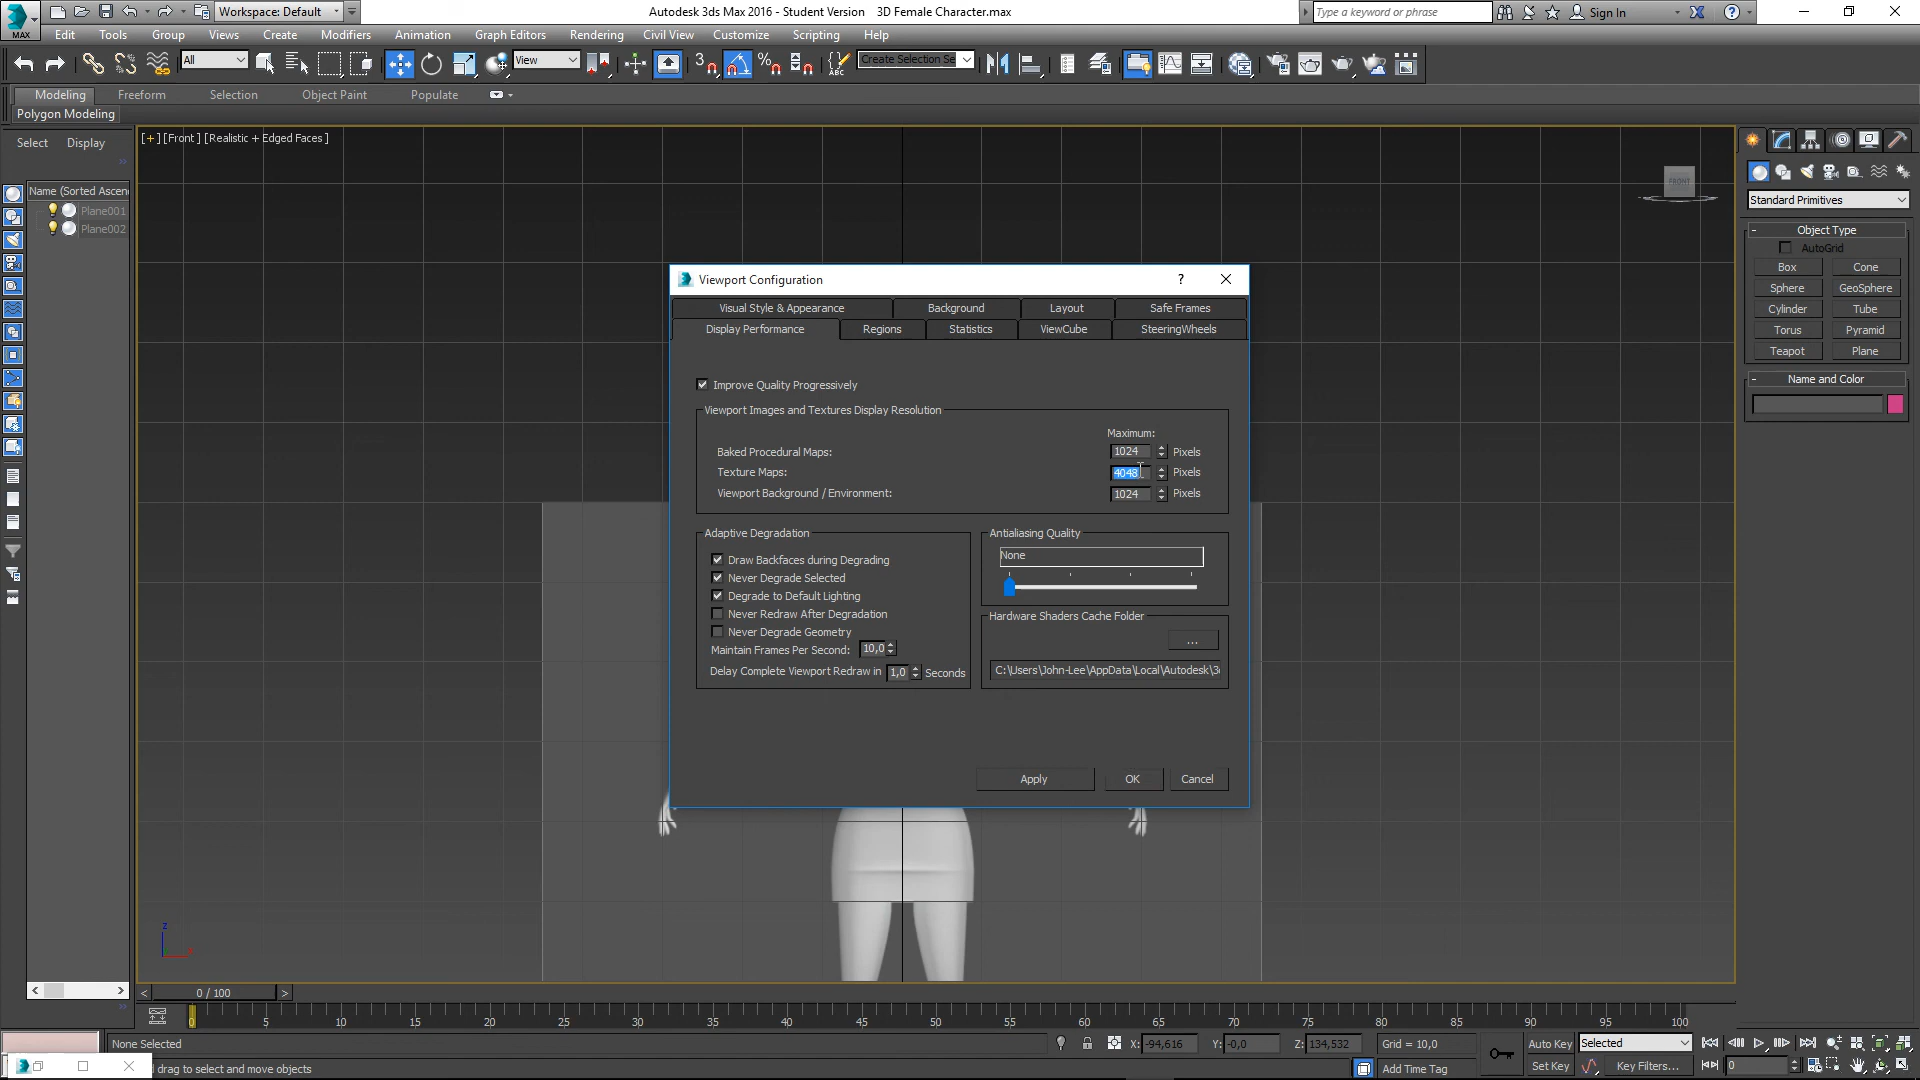 MAX
Workspace: Default
Autodesk 3ds Max 2016 - Student Version    3D Female Character.max
Type a keyword or phrase
Sign In
Edit Tools Group Views Create Modifiers Animation Graph Editors Rendering Civil View Customize Scripting Help
All
View
3
ABC
Create Selection Se
Modeling Freeform Selection Object Paint Populate
Polygon Modeling
Select Display
Name (Sorted Ascen
Plane001
Plane002
[+] [Front ] [Realistic + Edged Faces ]
FRONT
Standard Primitives
- Object Type
AutoGrid
Box Cone
Sphere GeoSphere
Cylinder Tube
Torus Pyramid
Teapot Plane
- Name and Color
Viewport Configuration ?
Visual Style & Appearance Background Layout Safe Frames
Display Performance Regions Statistics ViewCube SteeringWheels
Improve Quality Progressively
Viewport Images and Textures Display Resolution
Maximum:
Baked Procedural Maps: 1024 Pixels
Texture Maps: 4048 Pixels
Viewport Background / Environment: 1024 Pixels
Adaptive Degradation
Draw Backfaces during Degrading
Never Degrade Selected
Degrade to Default Lighting
Never Redraw After Degradation
Never Degrade Geometry
Maintain Frames Per Second: 10,0
Delay Complete Viewport Redraw in 1,0 Seconds
Antialiasing Quality
None
Hardware Shaders Cache Folder
...
C:\Users\John-Lee\AppData\Local\Autodesk\3
Apply OK Cancel
z
< 0 / 100 >
0 5 10 15 20 25 30 35 40 45 50 55 60 65 70 75 80 85 90 95 100
None Selected
X: -94,616 Y: -0,0 Z: 134,532 Grid = 10,0
Auto Key Selected
drag to select and move objects
Add Time Tag
Set Key Key Filters... 0